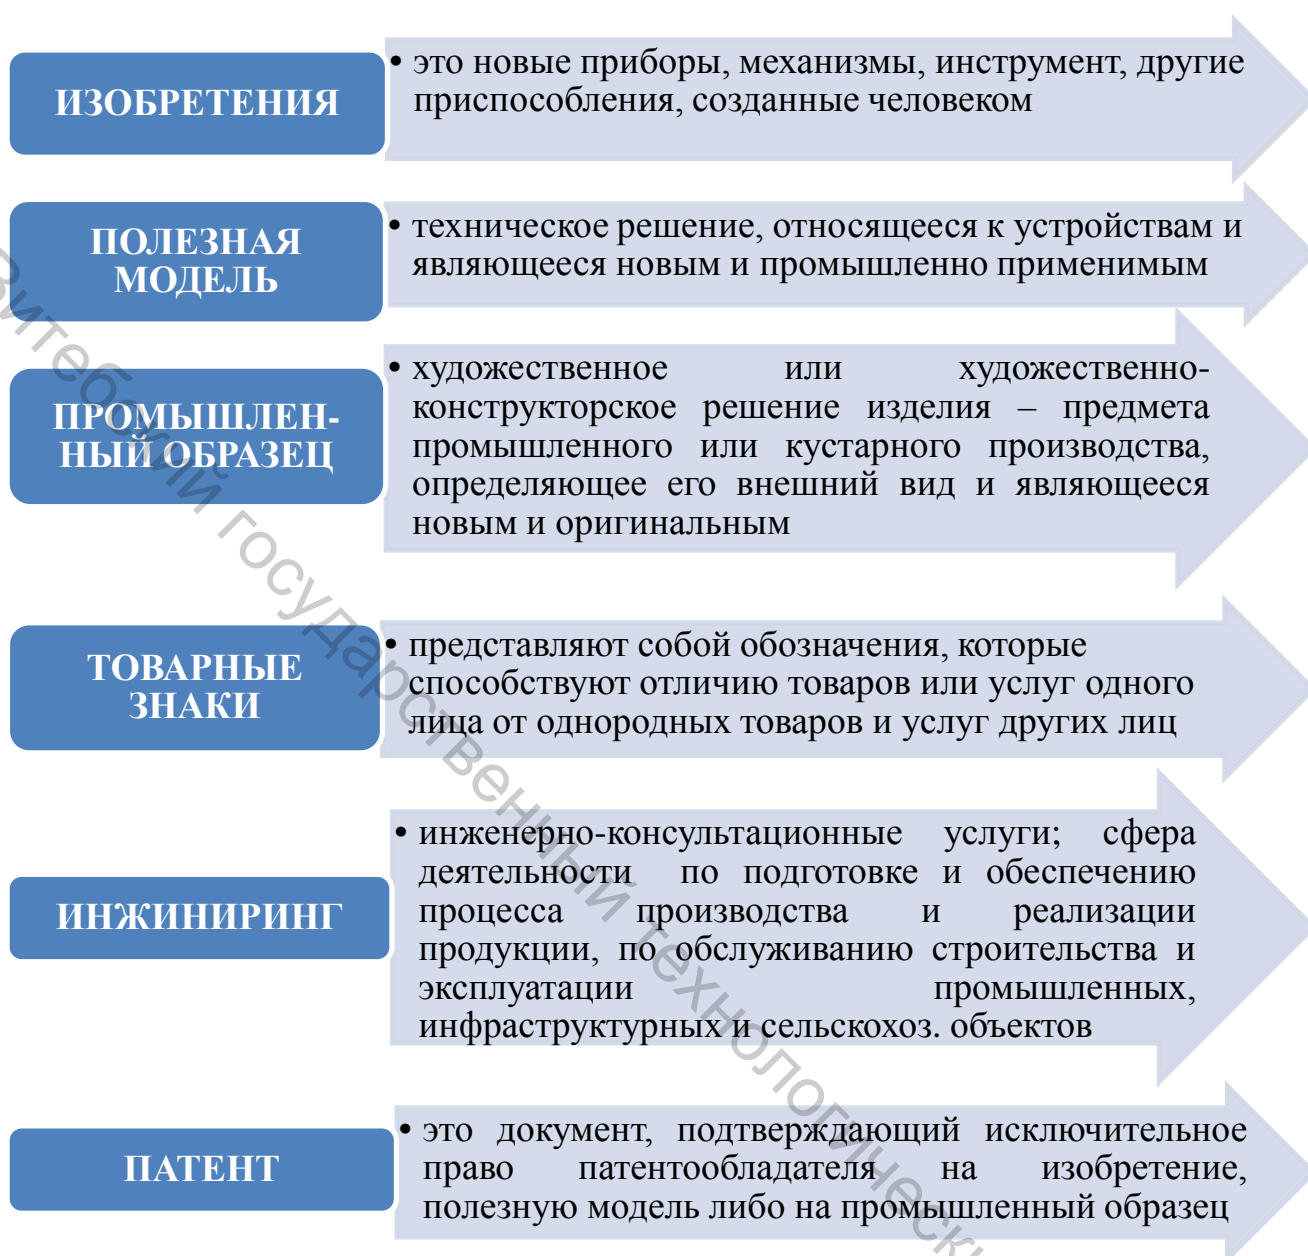 ИЗОБРЕТЕНИЯ
• это новые приборы, механизмы, инструмент, другие
приспособления, созданные человеком
ПОЛЕЗНАЯ
МОДЕЛЬ
• техническое решение, относящееся к устройствам и
являющееся новым и промышленно применимым
ПРОМЫШЛЕН-
НЫЙ ОБРАЗЕЦ
• художественное или художественно-
конструкторское решение изделия – предмета
промышленного или кустарного производства,
определяющее его внешний вид и являющееся
новым и оригинальным
ТОВАРНЫЕ
ЗНАКИ
• представляют собой обозначения, которые
способствуют отличию товаров или услуг одного
лица от однородных товаров и услуг других лиц
ИНЖИНИРИНГ
• инженерно-консультационные услуги; сфера
деятельности по подготовке и обеспечению
процесса производства и реализации
продукции, по обслуживанию строительства и
эксплуатации промышленных,
инфраструктурных и сельскохоз. объектов
ПАТЕНТ
• это документ, подтверждающий исключительное
право патентообладателя на изобретение,
полезную модель либо на промышленный образец
Витебский государственный технологическ